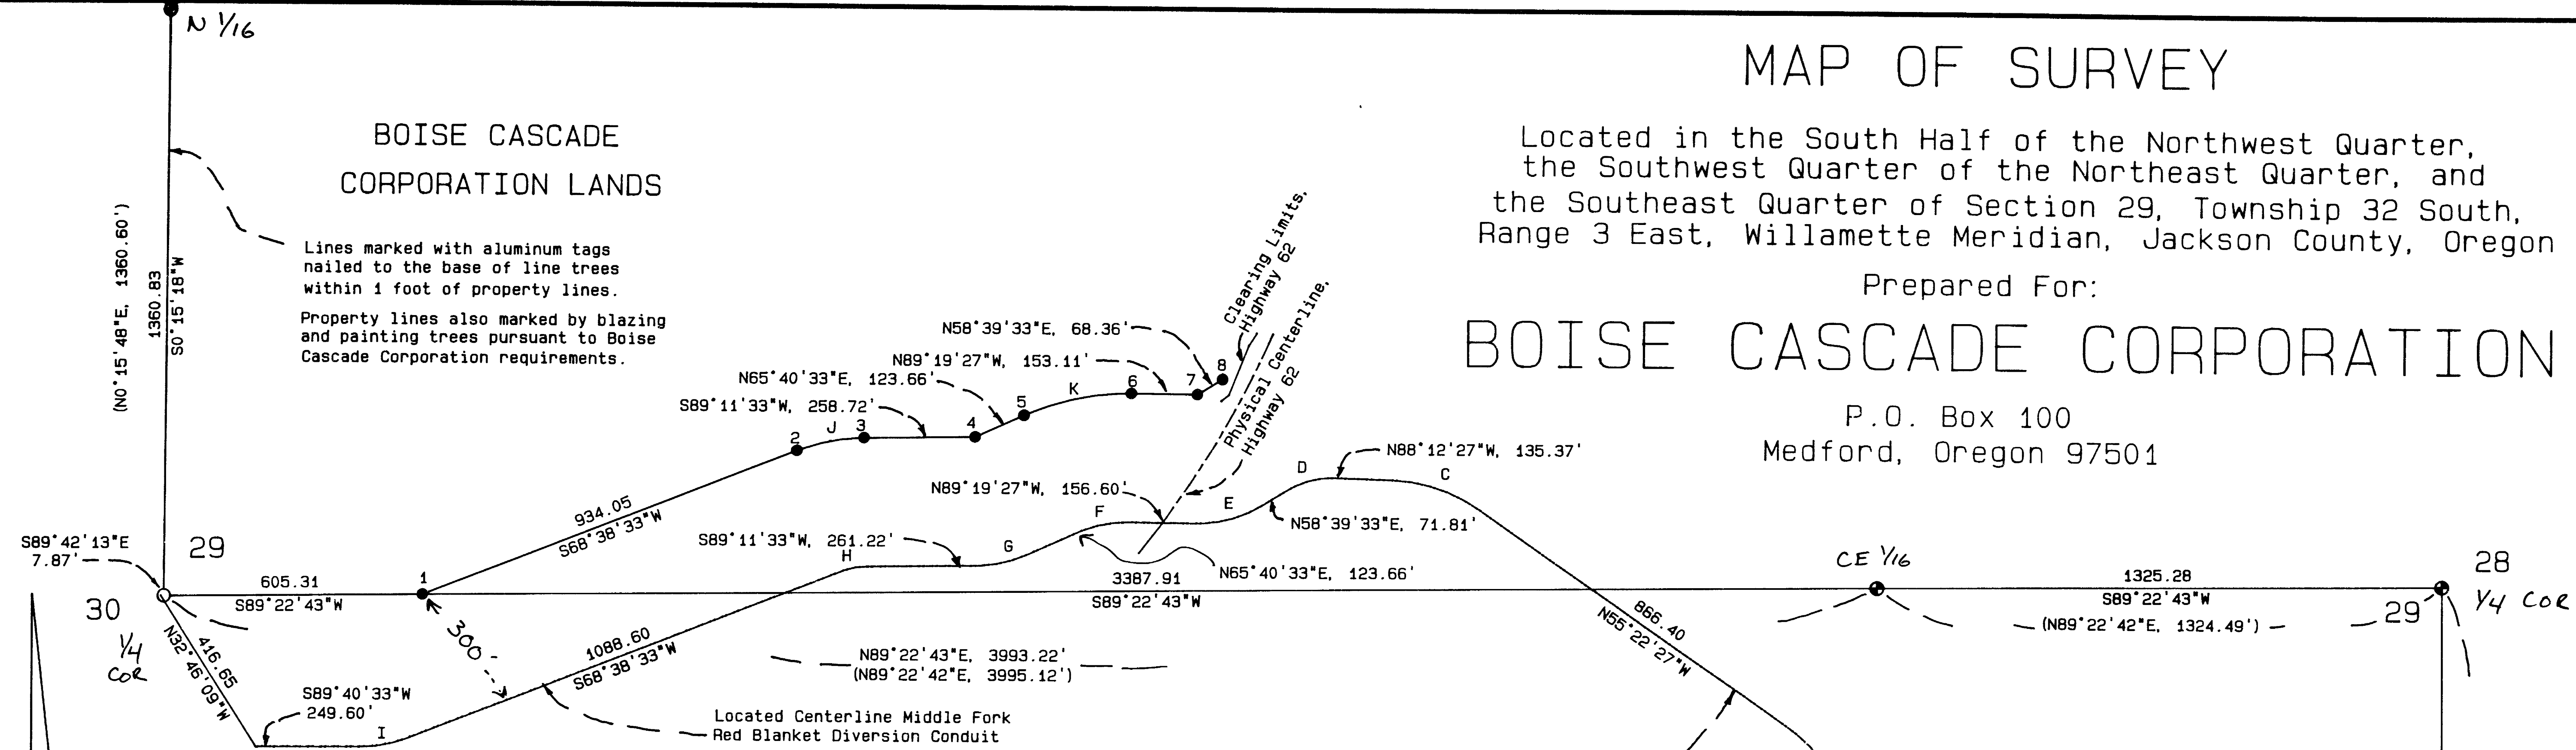 N 1/16
MAP OF SURVEY
Located in the South Half of the Northwest Quarter,
the Southwest Quarter of the Northeast Quarter, and
the Southeast Quarter of Section 29, Township 32 South,
Range 3 East, Willamette Meridian, Jackson County, Oregon
Prepared For:
BOISE CASCADE CORPORATION
P.O. Box 100
Medford, Oregon 97501
BOISE CASCADE
CORPORATION LANDS
(N0°15'48"E, 1360.60')
1360.83
S0°15'18"W
Lines marked with aluminum tags
nailed to the base of line trees
within 1 foot of property lines.
Property lines also marked by blazing
and painting trees pursuant to Boise
Cascade Corporation requirements.
Clearing Limits,
Highway 62
Physical Centerline,
Highway 62
N58°39'33"E, 68.36'
N89°19'27"W, 153.11'
N65°40'33"E, 123.66'
S89°11'33"W, 258.72'
2
J
3
4
5
K
6
7
8
934.05
S68°38'33"W
N88°12'27"W, 135.37'
D
C
N89°19'27"W, 156.60'
E
F
N58°39'33"E, 71.81'
S89°11'33"W, 261.22'
H
G
N65°40'33"E, 123.66'
S89°42'13"E
7.87'
29
30
1/4
COR
605.31
S89°22'43"W
1
3387.91
S89°22'43"W
CE 1/16
1325.28
S89°22'43"W
(N89°22'42"E, 1324.49')
28
29
1/4 COR
866.40
N55°22'27"W
416.65
N32°46'09"W
300
1088.60
S68°38'33"W
N89°22'43"E, 3993.22'
(N89°22'42"E, 3995.12')
S89°40'33"W
249.60'
I
Located Centerline Middle Fork
Red Blanket Diversion Conduit